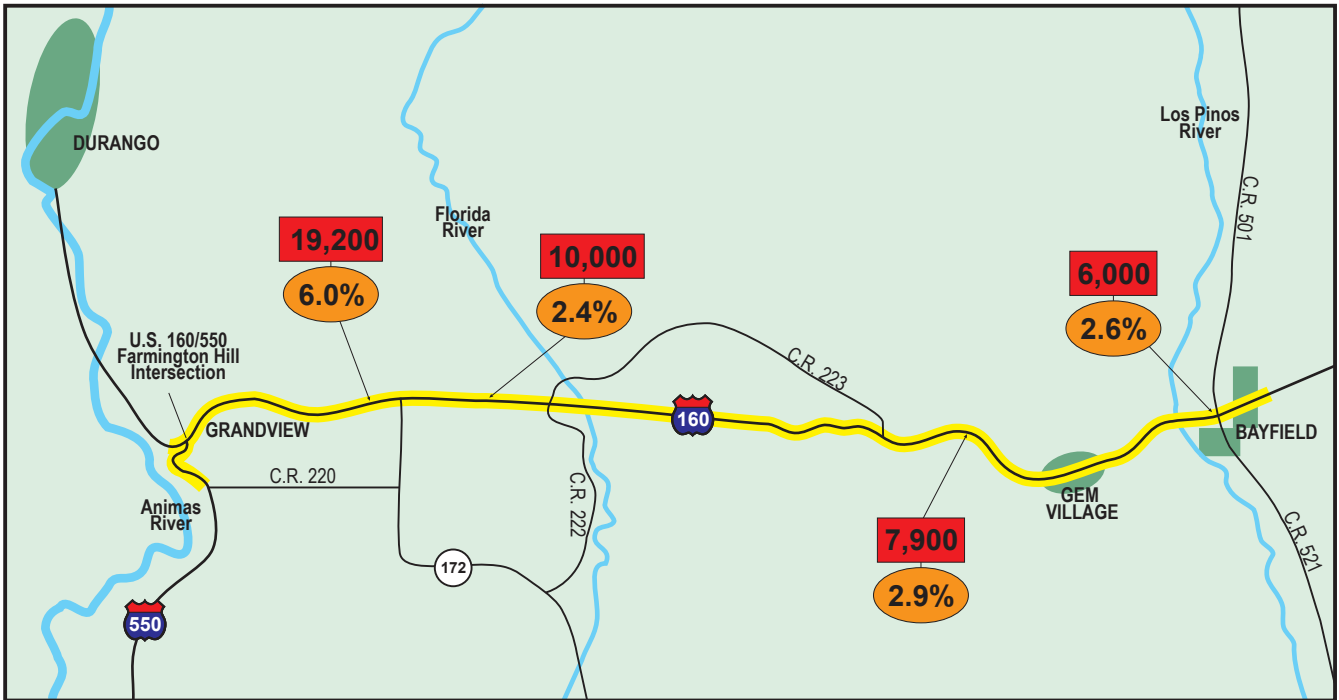 DURANGO
Los Pinos
River
C.R. 501
19,200
6.0%
Florida
River
10,000
2.4%
6,000
2.6%
U.S. 160/550
Farmington Hill
Intersection
C.R. 223
160
GRANDVIEW
BAYFIELD
C.R. 220
Animas
River
C.R. 222
GEM
VILLAGE
7,900
2.9%
C.R. 521
172
550